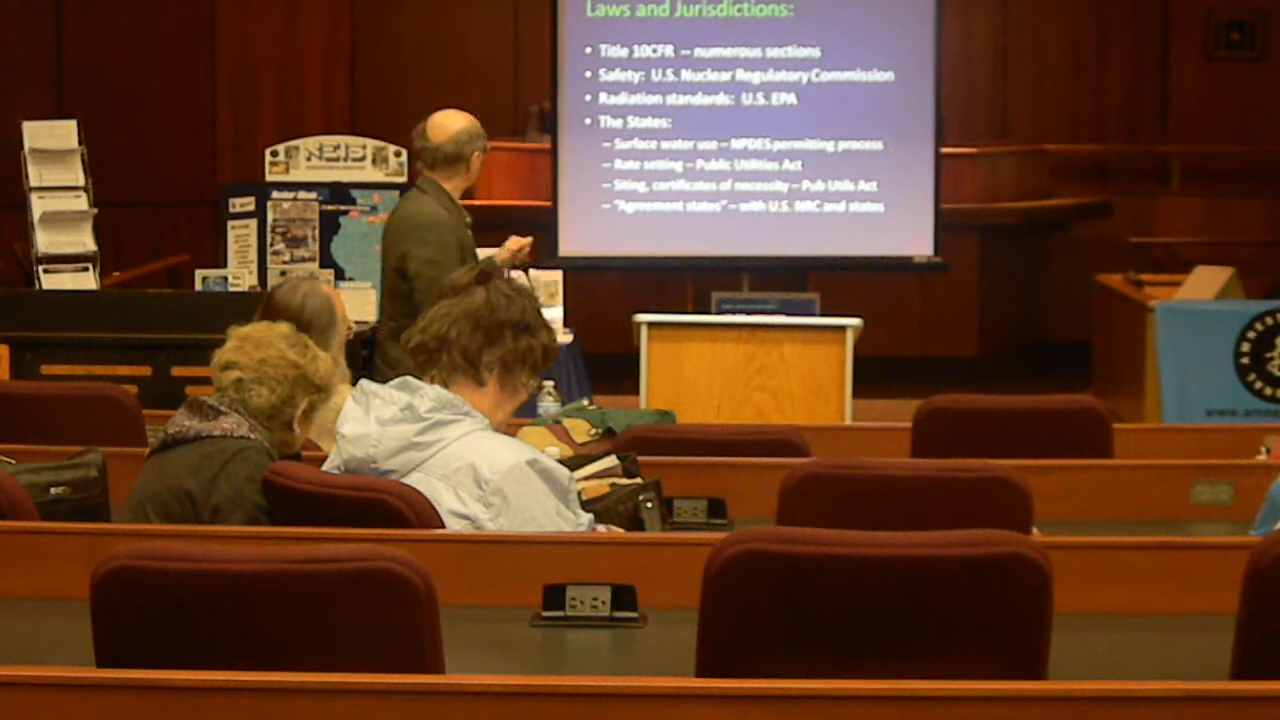 Laws and Jurisdictions:
• Title 10CFR – numerous sections
• Safety: U.S. Nuclear Regulatory Commission
• Radiation standards: U.S. EPA
• The States:
– Surface water use – NPDES permitting process
– Rate setting – Public Utilities Act
– Siting, certificates of necessity – Pub Utils Act
– "Agreement states" – with U.S. NRC and states
NEIS